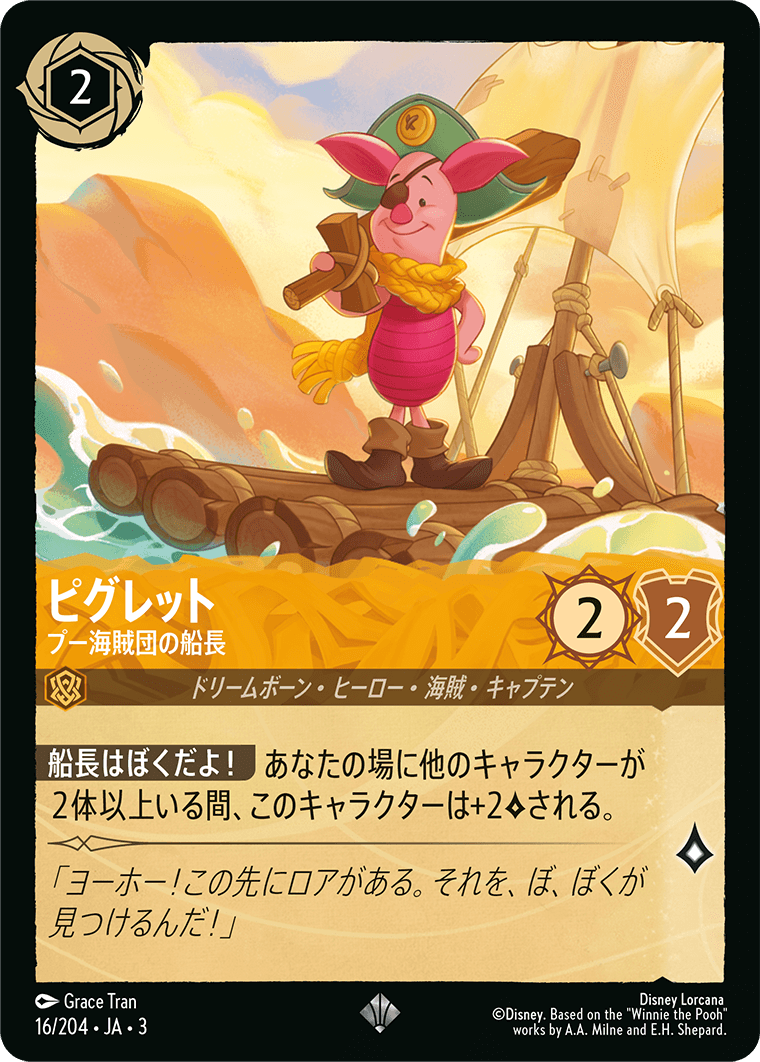 2
ピグレット
プー海賊団の船長
2 2
ドリームボーン・ヒーロー・海賊・キャプテン
船長はぼくだよ! あなたの場に他のキャラクターが
2体以上いる間、このキャラクターは+2される。
「ヨーホー!この先にロアがある。それを、ぼ、ぼくが
見つけるんだ!」
Grace Tran
16/204・JA・3
Disney Lorcana
©Disney. Based on the "Winnie the Pooh"
works by A.A. Milne and E.H. Shepard.